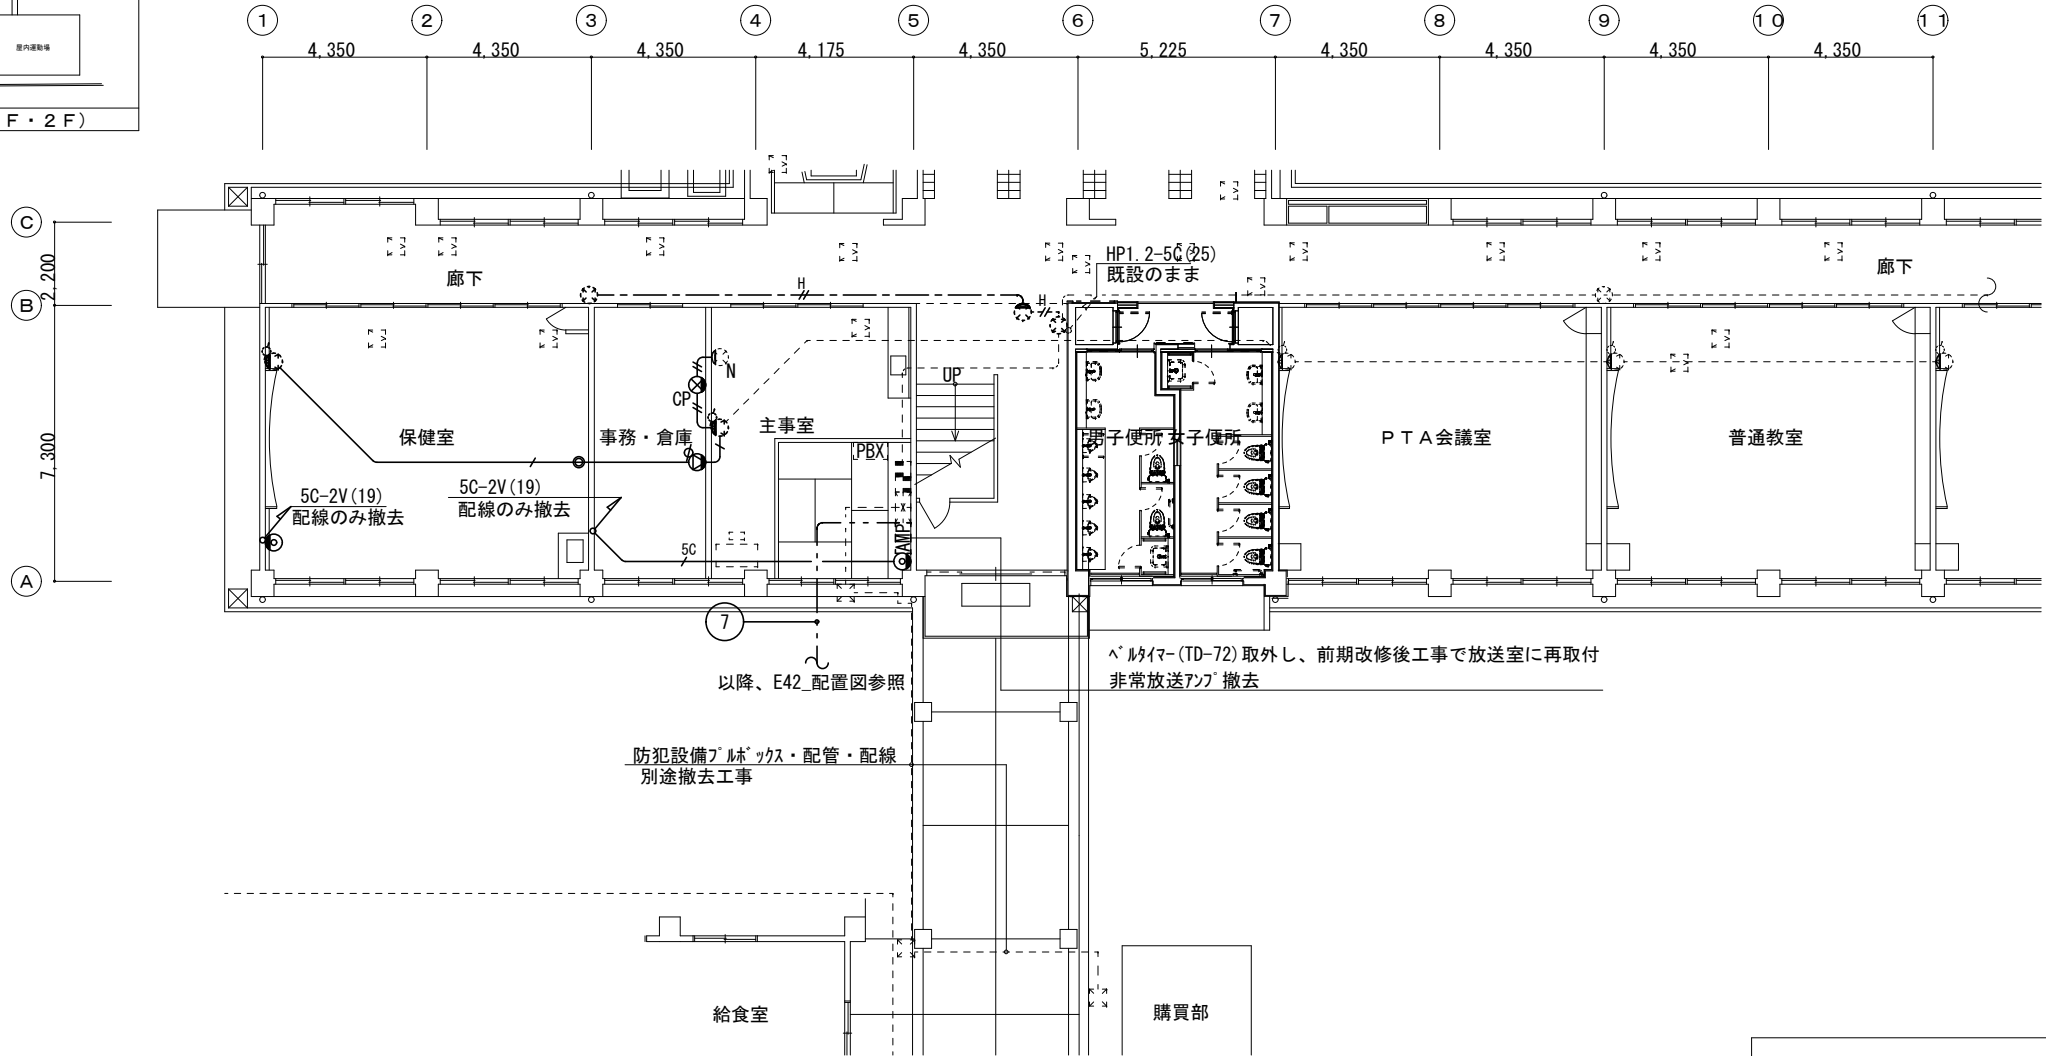 屋内運動場
F・2F)
1 2 3 4 5 6 7 8 9 10 11
4,350 4,350 4,350 4,175 4,350 5,225 4,350 4,350 4,350 4,350
C
2,200
B
7,300
A
廊下
H
H
HP1.2-5C(25)
既設のまま
廊下
N
CP
UP
保健室
事務・倉庫
主事室
PBX
男子便所
女子便所
PTA会議室
普通教室
5C-2V(19)
配線のみ撤去
5C-2V(19)
配線のみ撤去
5C
AMP
7
以降、E42_配置図参照
ベルタイマー(TD-72)取外し、前期改修後工事で放送室に再取付
非常放送アンプ撤去
防犯設備プルボックス・配管・配線
別途撤去工事
給食室
購買部